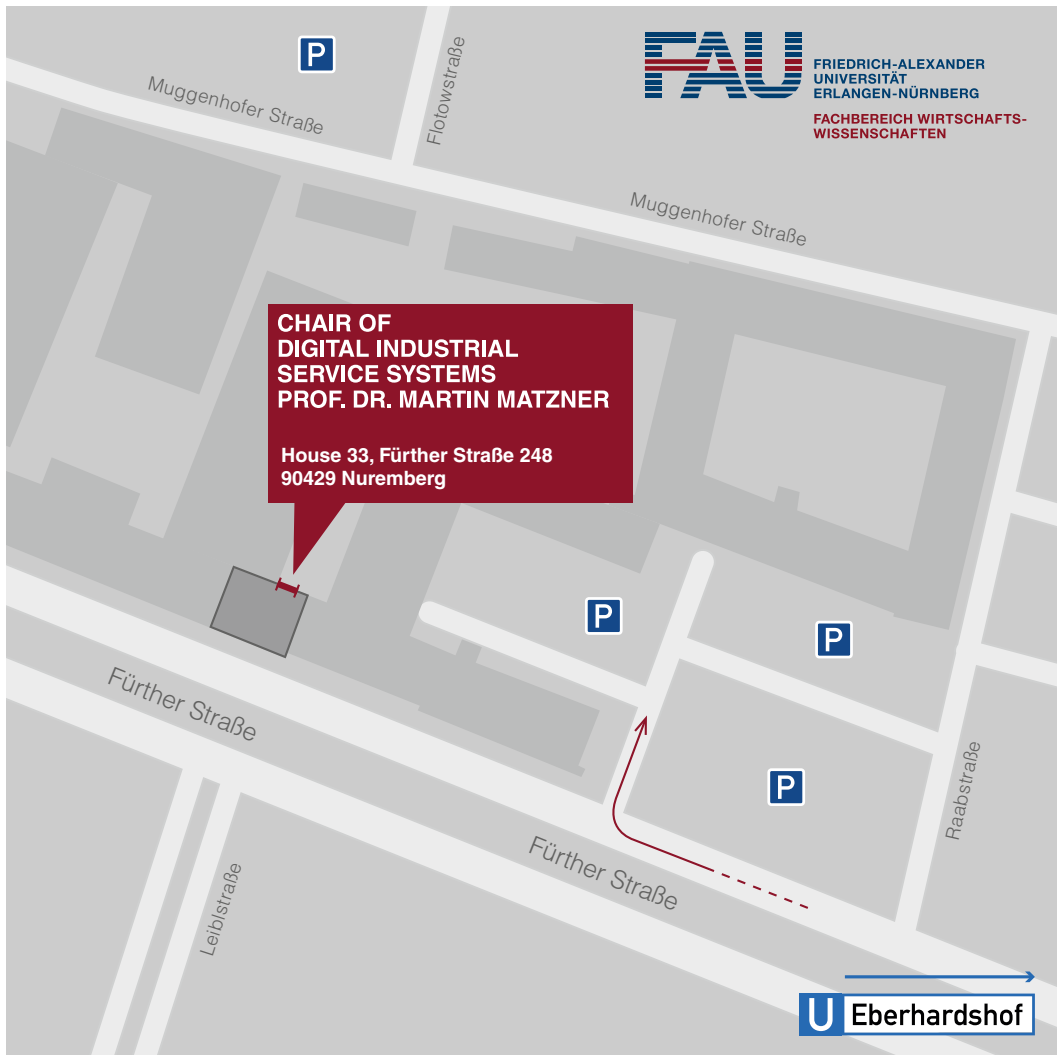 P
Flotowstraße
Muggenhofer Straße
FAU
FRIEDRICH-ALEXANDER
UNIVERSITÄT
ERLANGEN-NÜRNBERG
FACHBEREICH WIRTSCHAFTS-
WISSENSCHAFTEN
Muggenhofer Straße
CHAIR OF
DIGITAL INDUSTRIAL
SERVICE SYSTEMS
PROF. DR. MARTIN MATZNER
House 33, Fürther Straße 248
90429 Nuremberg
P
P
Fürther Straße
P
Raabstraße
Fürther Straße
Leiblstraße
U Eberhardshof